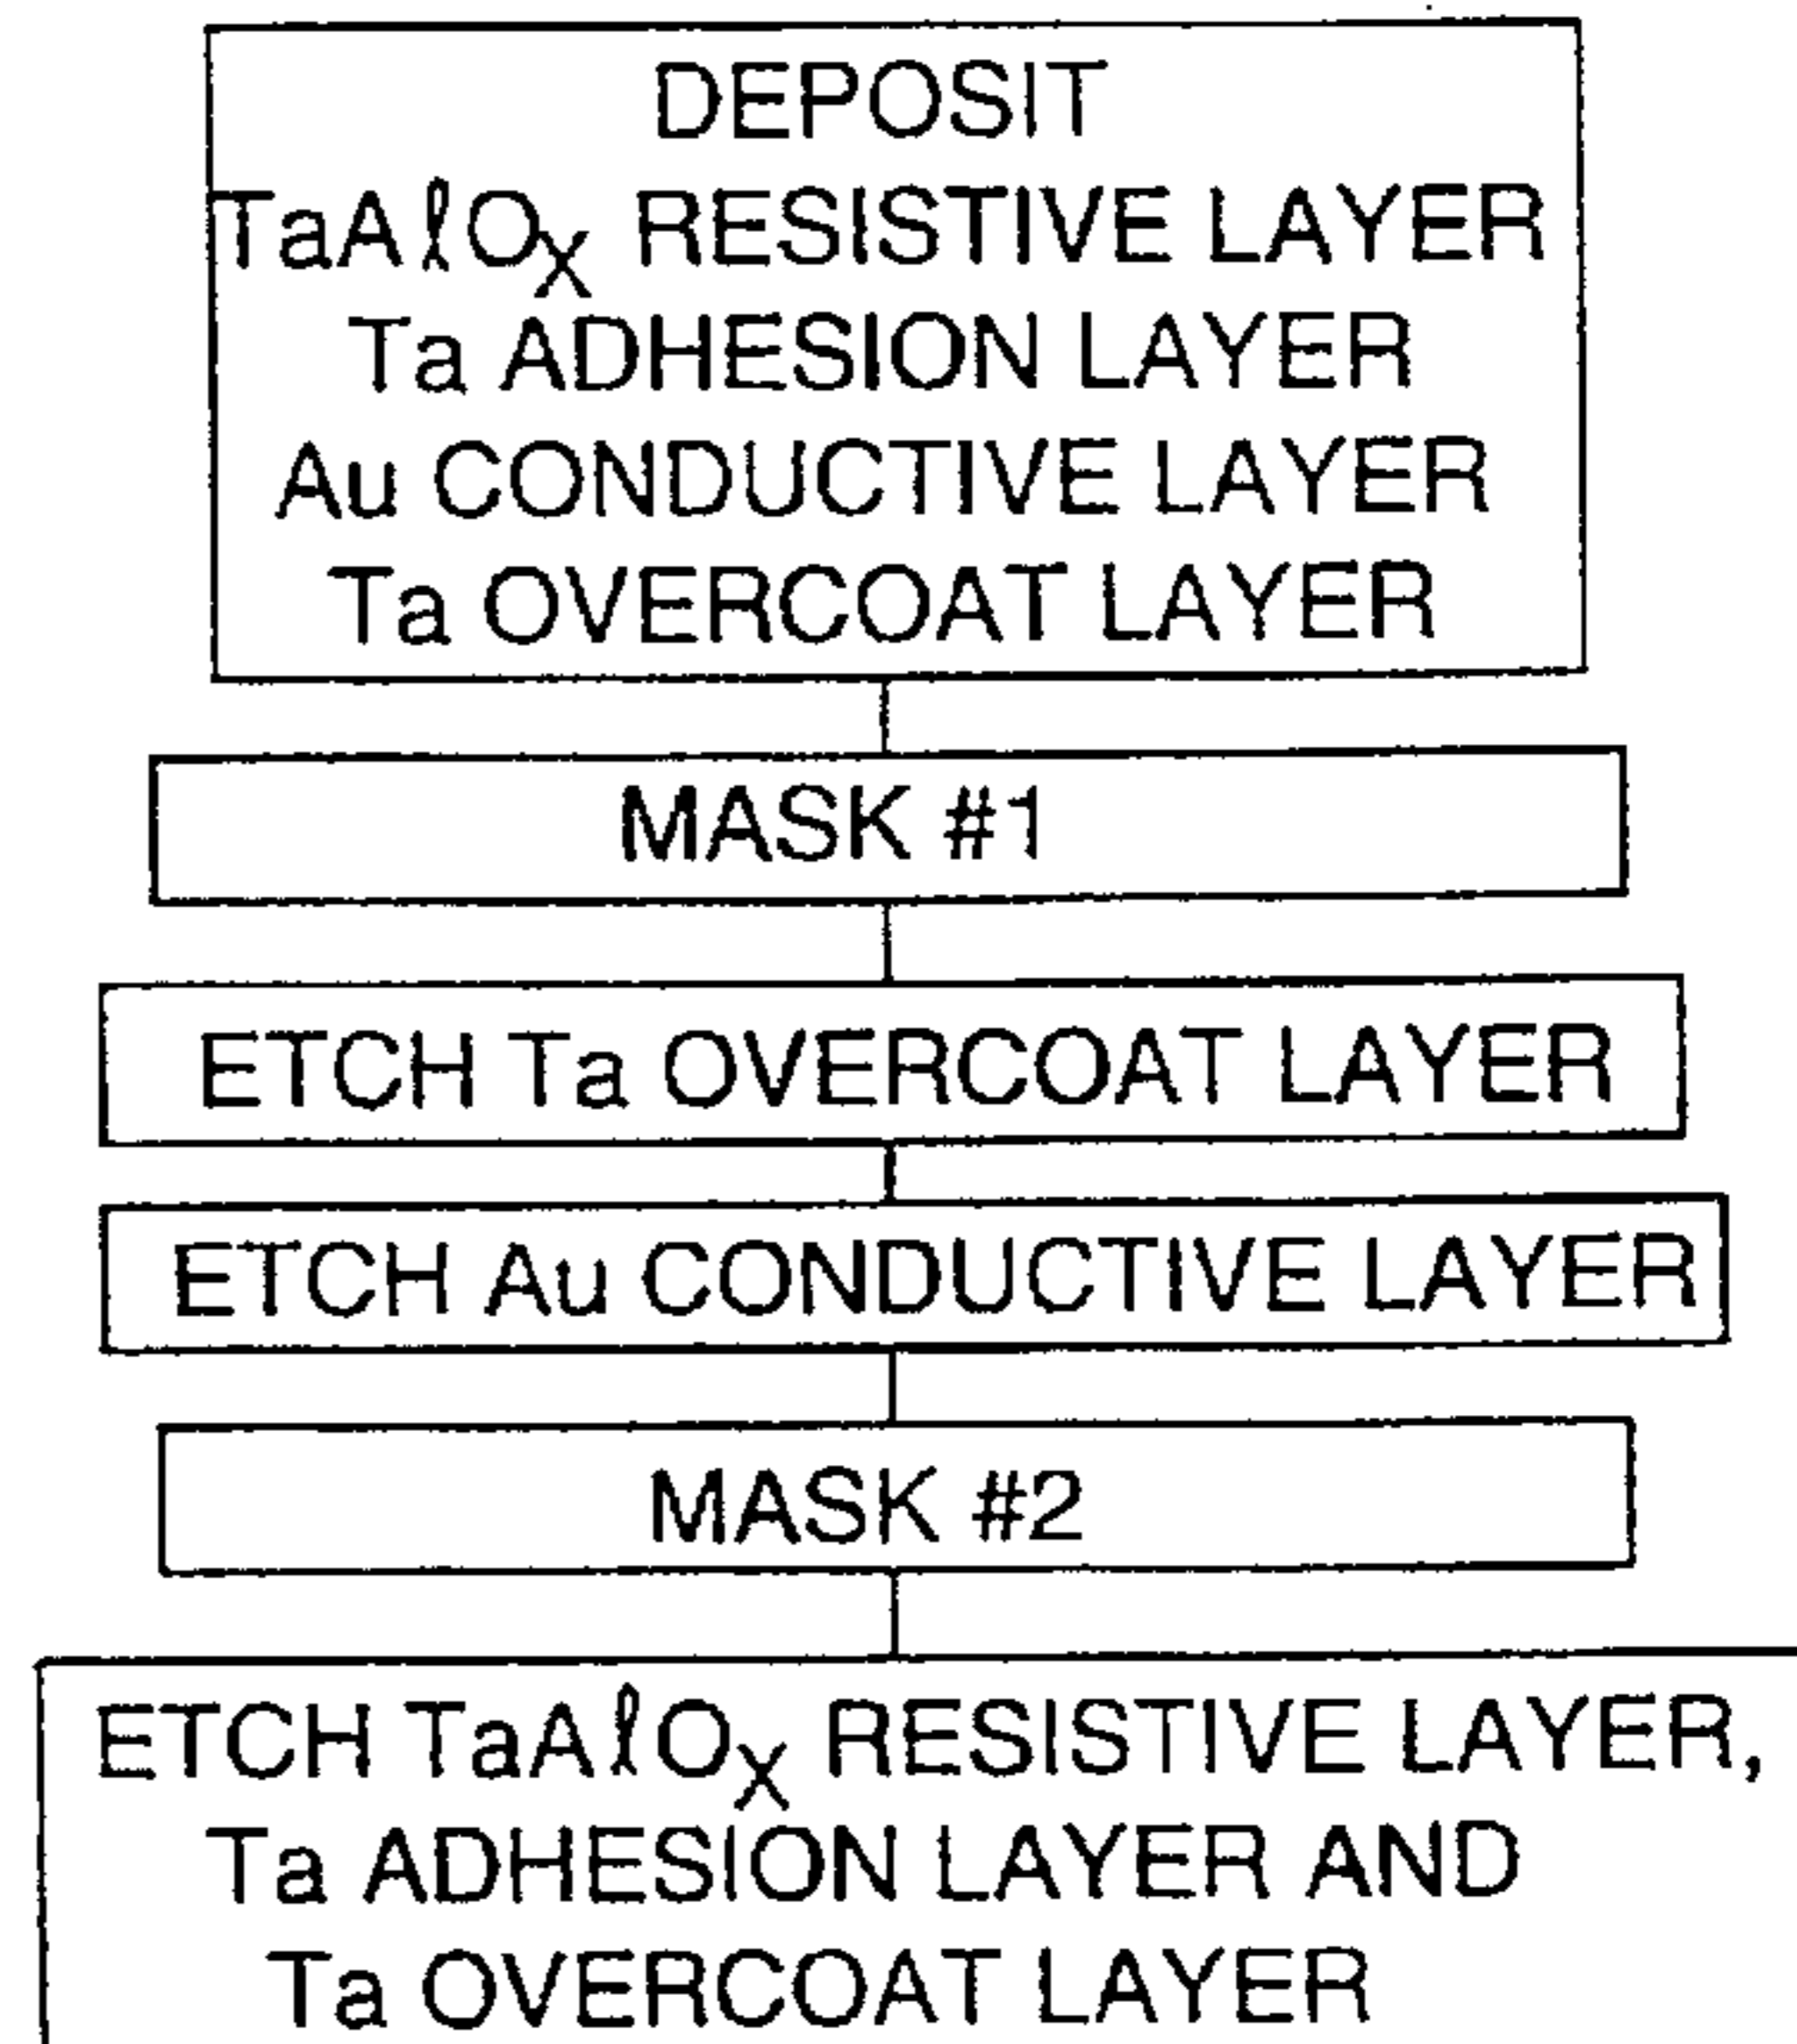 DEPOSIT
TaAℓOₓ RESISTIVE LAYER
Ta ADHESION LAYER
Au CONDUCTIVE LAYER
Ta OVERCOAT LAYER
MASK #1
ETCH Ta OVERCOAT LAYER
ETCH Au CONDUCTIVE LAYER
MASK #2
ETCH TaAℓOₓ RESISTIVE LAYER,
Ta ADHESION LAYER AND
Ta OVERCOAT LAYER